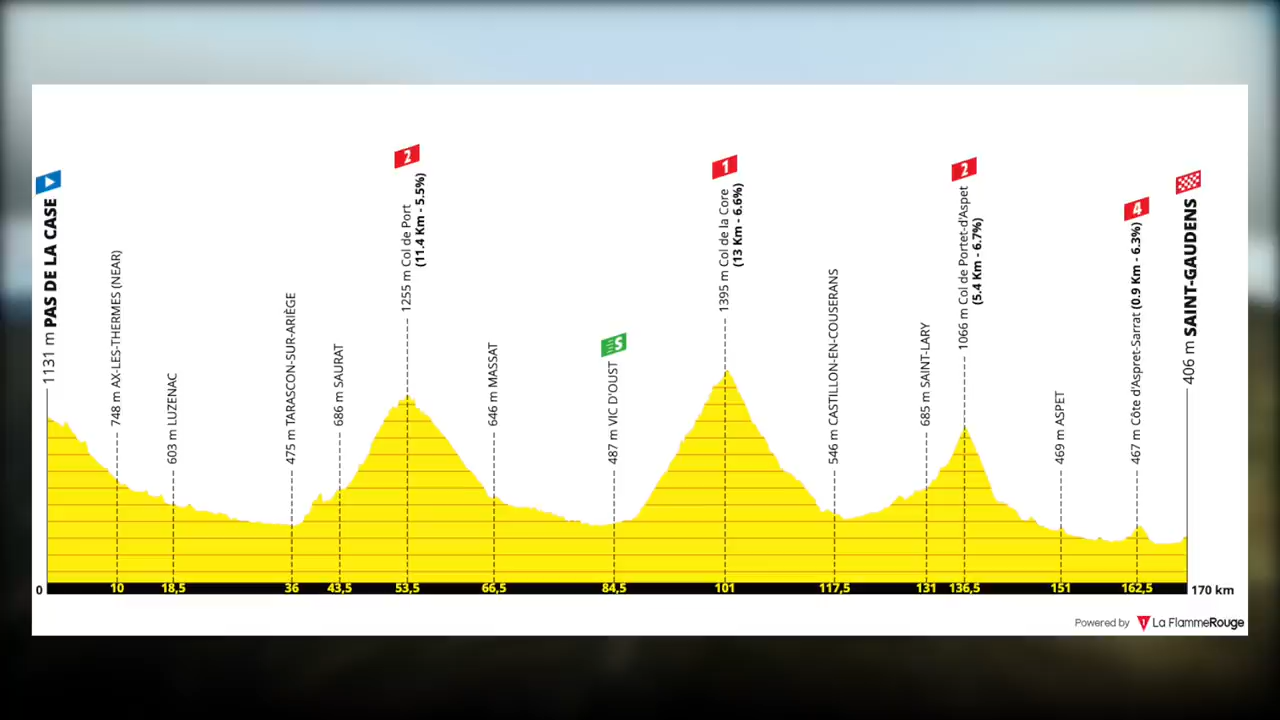 1131 m PAS DE LA CASE
748 m AX-LES-THERMES (NEAR)
603 m LUZENAC
475 m TARASCON-SUR-ARIÈGE
686 m SAURAT
2
1255 m Col de Port
(11.4 Km - 5.5%)
646 m MASSAT
S
487 m VIC D'OUST
1
1395 m Col de la Core
(13 Km - 6.6%)
546 m CASTILLON-EN-COUSERANS
685 m SAINT-LARY
2
1066 m Col de Portet-d'Aspet
(5.4 Km - 6.7%)
469 m ASPET
4
467 m Côte d'Aspret-Sarrat (0.9 Km - 6.3%)
406 m SAINT-GAUDENS
0 10 18,5 36 43,5 53,5 66,5 84,5 101 117,5 131 136,5 151 162,5 170 km
Powered by 1 La FlammeRouge